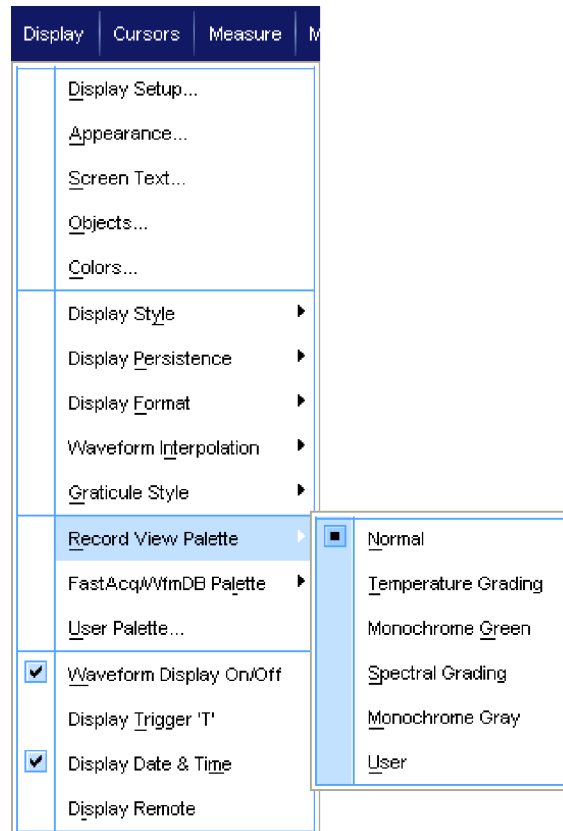 Display Cursors Measure
Display Setup...
Appearance...
Screen Text...
Objects...
Colors...
Display Style
Display Persistence
Display Format
Waveform Interpolation
Graticule Style
Record View Palette
FastAcq/WfmDB Palette
User Palette...
Waveform Display On/Off
Display Trigger 'T'
Display Date & Time
Display Remote
Normal
Temperature Grading
Monochrome Green
Spectral Grading
Monochrome Gray
User